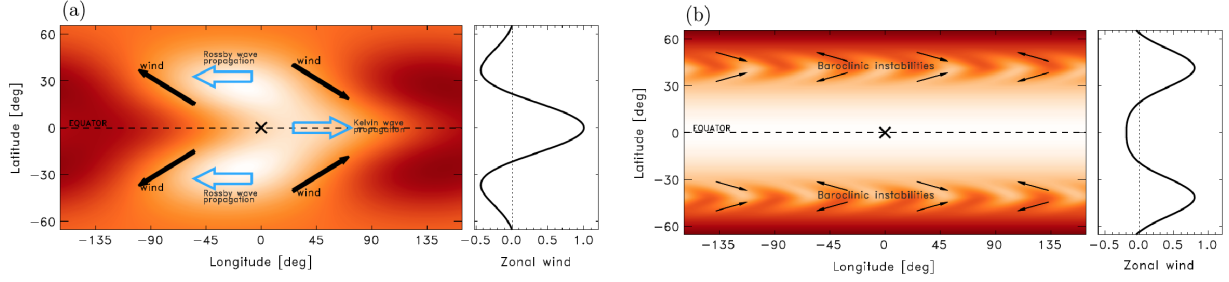 (a)
60
30
0
-30
-60
Latitude [deg]
Rossby wave
propagation
wind
wind
EQUATOR
Kelvin wave
propagation
wind
wind
Rossby wave
propagation
-135 -90 -45 0 45 90 135
Longitude [deg]
-0.5 0.0 0.5 1.0
Zonal wind
(b)
60
30
0
-30
-60
Latitude [deg]
Baroclinic instabilities
EQUATOR
Baroclinic instabilities
-135 -90 -45 0 45 90 135
Longitude [deg]
-0.5 0.0 0.5 1.0
Zonal wind